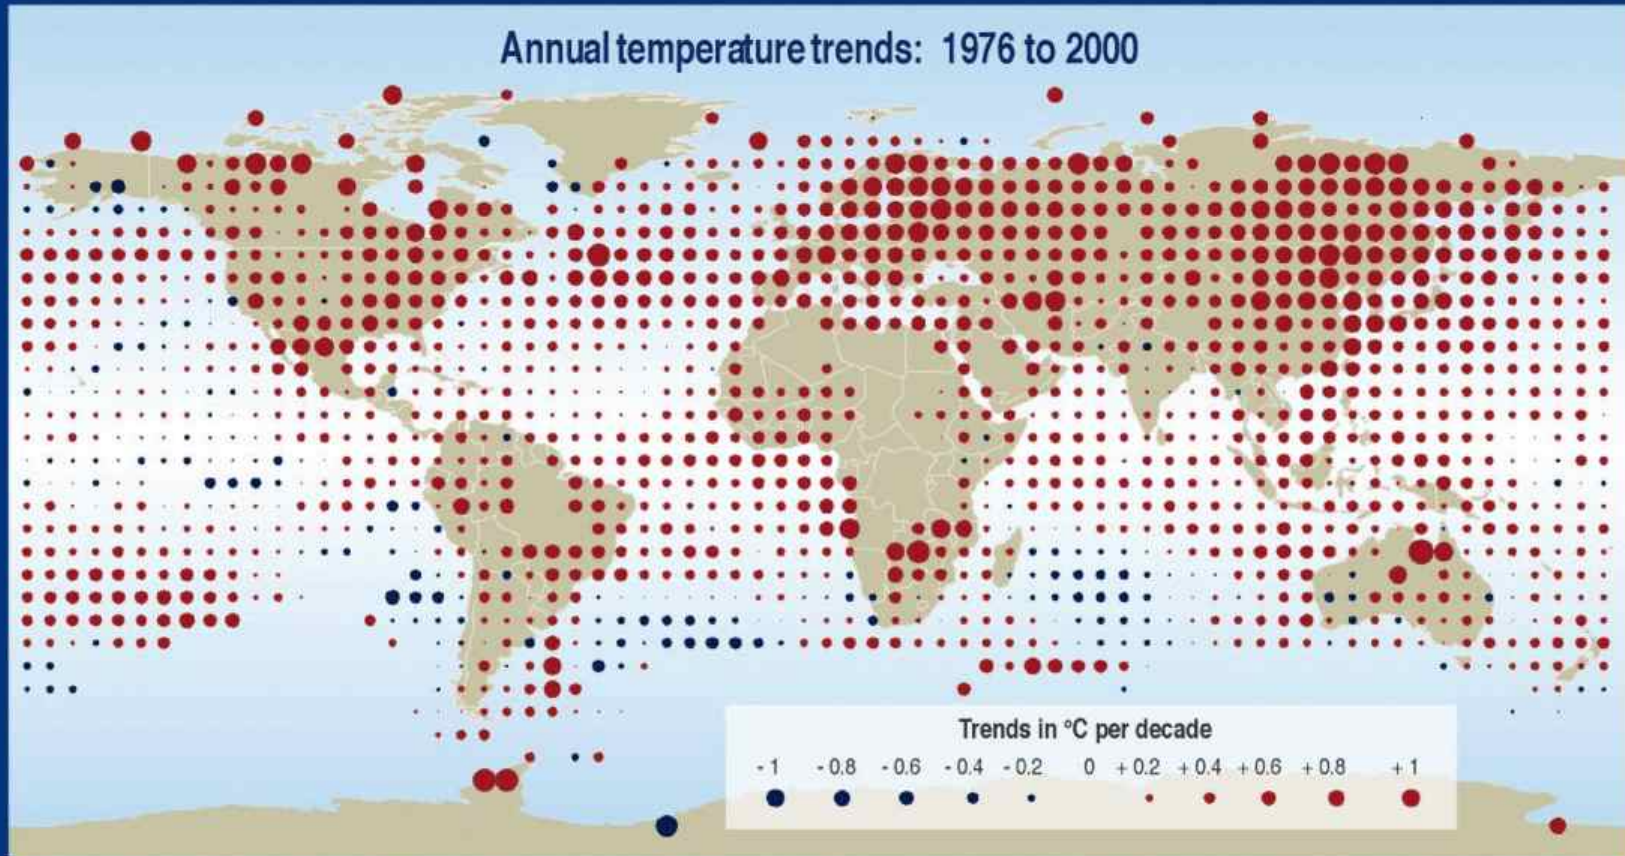 Annual temperature trends: 1976 to 2000
Trends in °C per decade
- 1 - 0.8 - 0.6 - 0.4 - 0.2 0 + 0.2 + 0.4 + 0.6 + 0.8 + 1